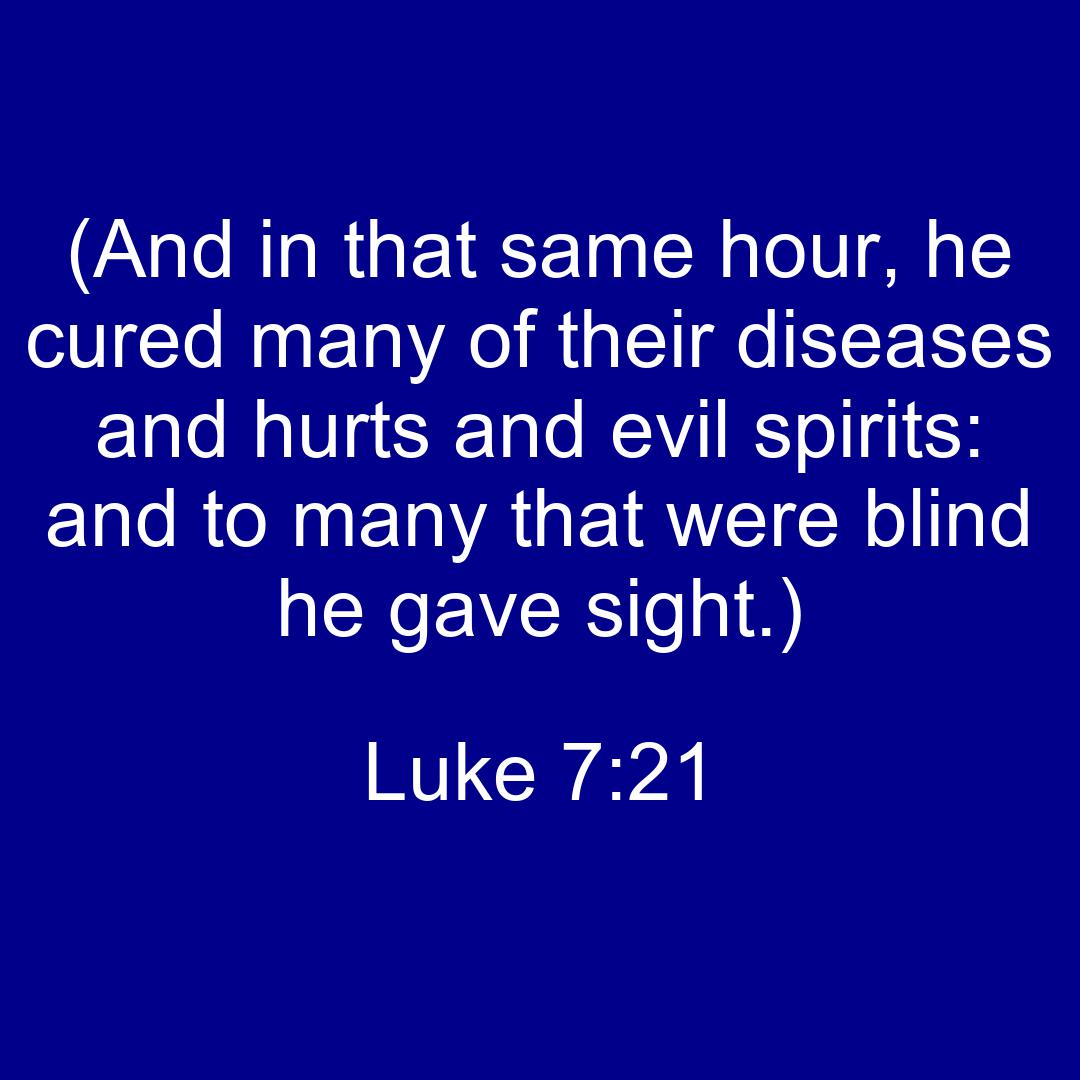 (And in that same hour, he
cured many of their diseases
and hurts and evil spirits:
and to many that were blind
he gave sight.)
Luke 7:21